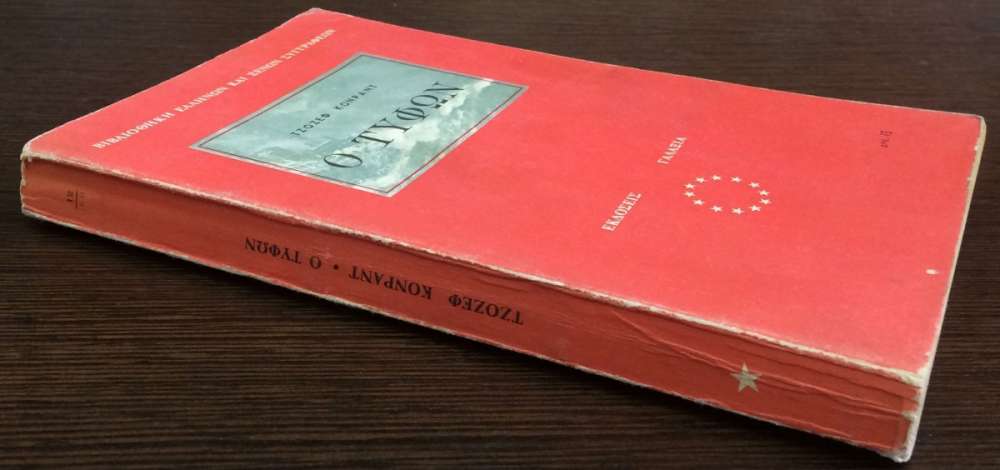 ΒΙΒΛΙΟΘΗΚΗ ΕΛΛΗΝΩΝ ΚΑΙ ΞΕΝΩΝ ΣΥΓΓΡΑΦΕΩΝ
ΤΖΟΖΕΦ ΚΟΝΡΑΝΤ
Ο ΤΥΦΩΝ
ΕΚΔΟΣΕΙΣ ΓΑΛΑΞΙΑ
ΤΖΟΖΕΦ ΚΟΝΡΑΝΤ • Ο ΤΥΦΩΝ